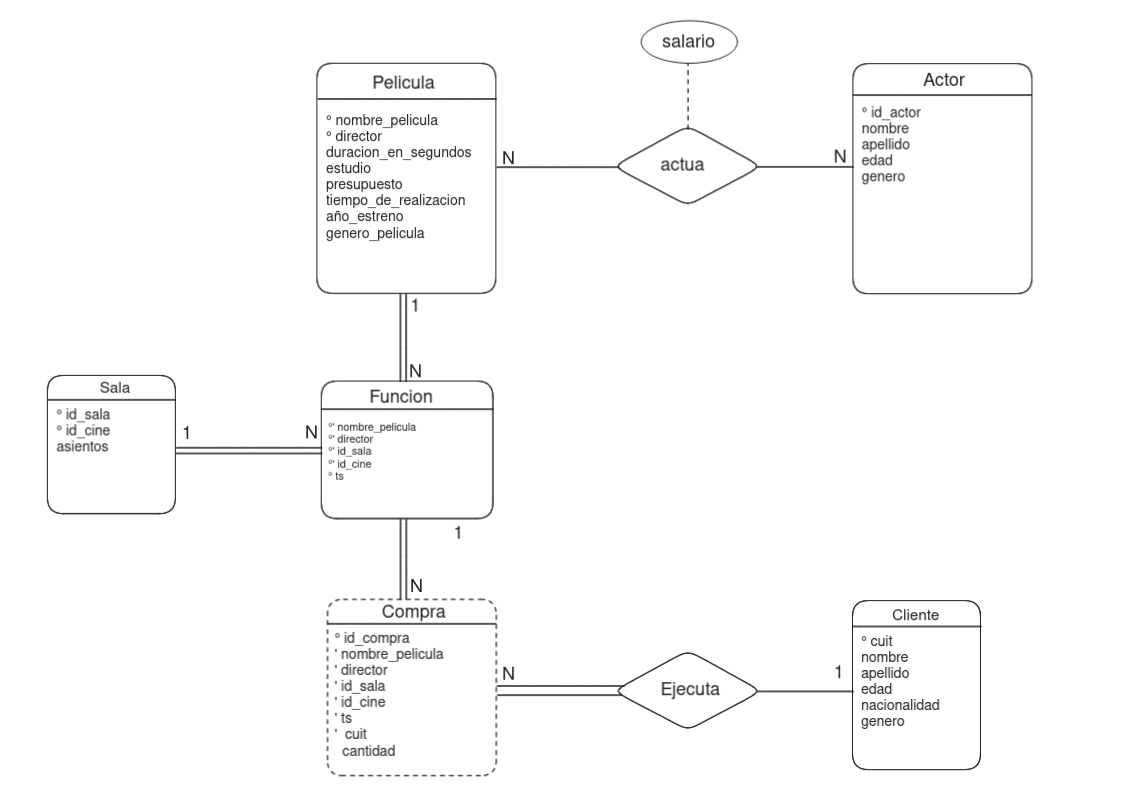 salario
Pelicula
° nombre_pelicula
° director
duracion_en_segundos
estudio
presupuesto
tiempo_de_realizacion
año_estreno
genero_pelicula
N
actua
N
Actor
° id_actor
nombre
apellido
edad
genero
1
N
Sala
° id_sala
° id_cine
asientos
1
N
Funcion
°' nombre_pelicula
°' director
°' id_sala
°' id_cine
° ts
1
N
Compra
° id_compra
' nombre_pelicula
' director
' id_sala
' id_cine
' ts
' cuit
cantidad
N
Ejecuta
1
Cliente
° cuit
nombre
apellido
edad
nacionalidad
genero